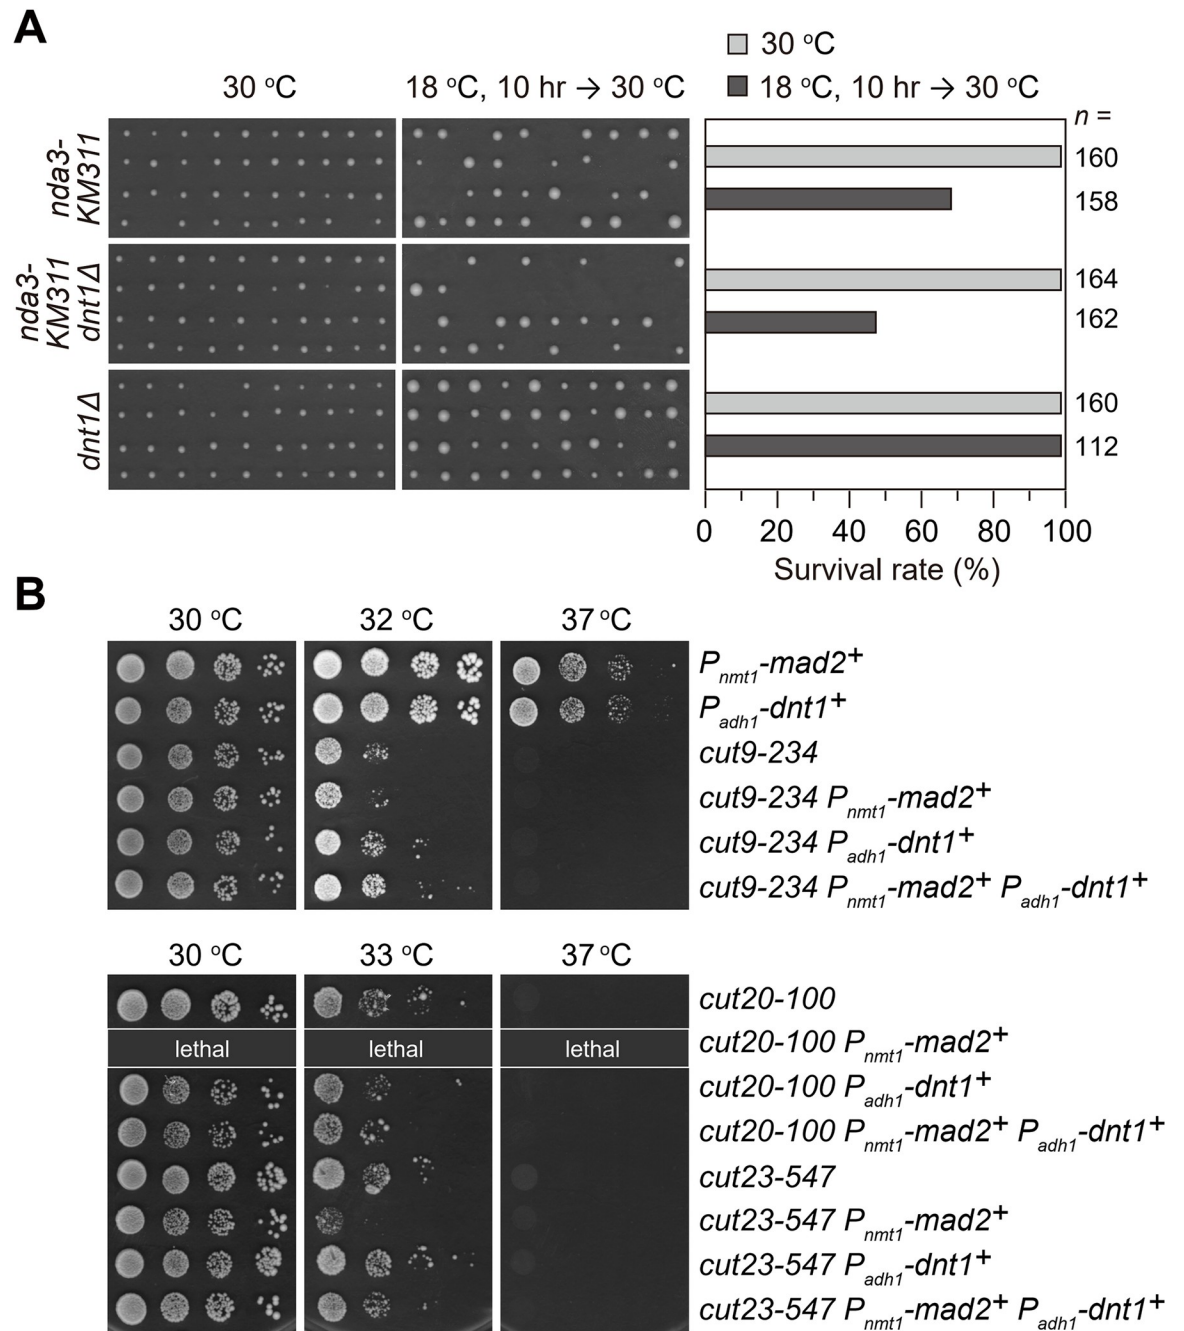 A
30 °C
18 °C, 10 hr → 30 °C
30 °C
18 °C, 10 hr → 30 °C
n =
nda3-
KM311
160
158
nda3-
KM311
dnt1Δ
164
162
dnt1Δ
160
112
0 20 40 60 80 100
Survival rate (%)
B
30 °C 32 °C 37 °C
Pnmt1-mad2+
Padh1-dnt1+
cut9-234
cut9-234 Pnmt1-mad2+
cut9-234 Padh1-dnt1+
cut9-234 Pnmt1-mad2+ Padh1-dnt1+
30 °C 33 °C 37 °C
cut20-100
lethal lethal lethal cut20-100 Pnmt1-mad2+
cut20-100 Padh1-dnt1+
cut20-100 Pnmt1-mad2+ Padh1-dnt1+
cut23-547
cut23-547 Pnmt1-mad2+
cut23-547 Padh1-dnt1+
cut23-547 Pnmt1-mad2+ Padh1-dnt1+